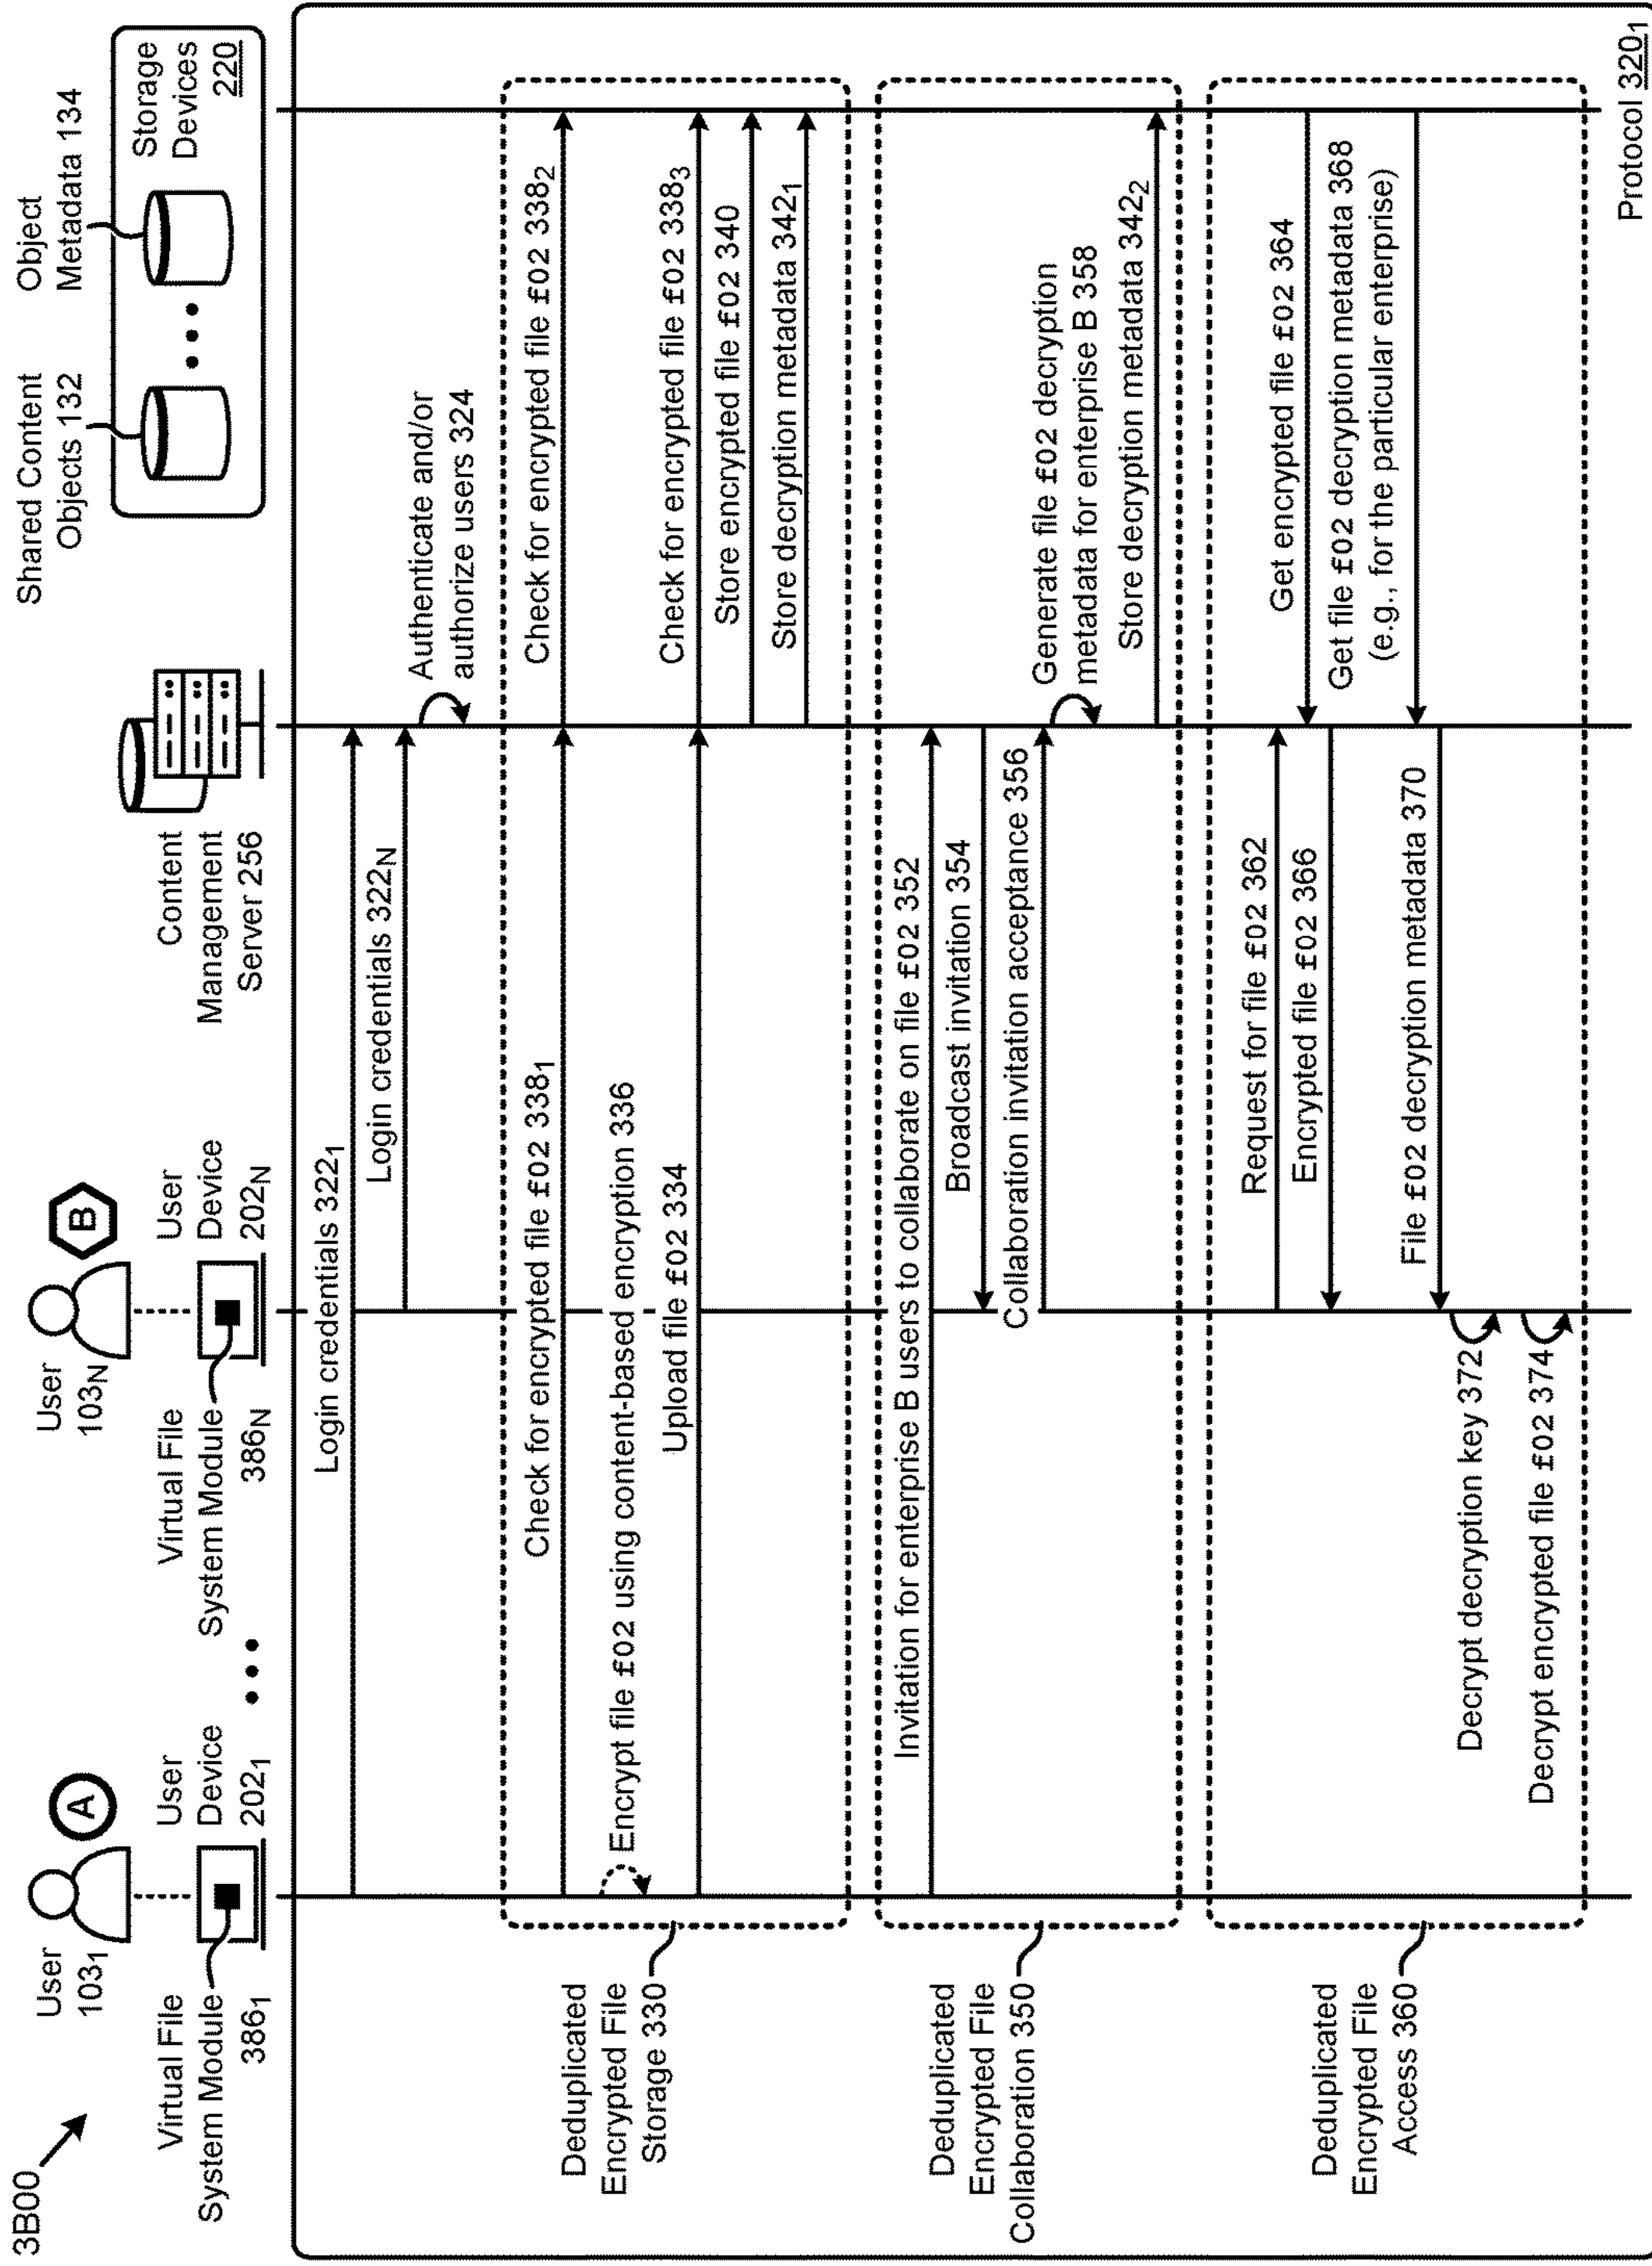 3B00
User
103₁
A
Virtual File
System Module
386₁
User
Device
202₁
User
103N
B
Virtual File
System Module
386N
User
Device
202N
Content
Management
Server 256
Shared Content
Objects 132
Object
Metadata 134
Storage
Devices
220
Login credentials 322₁
Login credentials 322N
Authenticate and/or
authorize users 324
Deduplicated
Encrypted File
Storage 330
Check for encrypted file f02 338₁
Check for encrypted file f02 338₂
Encrypt file f02 using content-based encryption 336
Upload file f02 334
Check for encrypted file f02 338₃
Store encrypted file f02 340
Store decryption metadata 342₁
Deduplicated
Encrypted File
Collaboration 350
Invitation for enterprise B users to collaborate on file f02 352
Broadcast invitation 354
Collaboration invitation acceptance 356
Generate file f02 decryption
metadata for enterprise B 358
Store decryption metadata 342₂
Deduplicated
Encrypted File
Access 360
Request for file f02 362
Get encrypted file f02 364
Encrypted file f02 366
Get file f02 decryption metadata 368
(e.g., for the particular enterprise)
File f02 decryption metadata 370
Decrypt decryption key 372
Decrypt encrypted file f02 374
Protocol 320₁